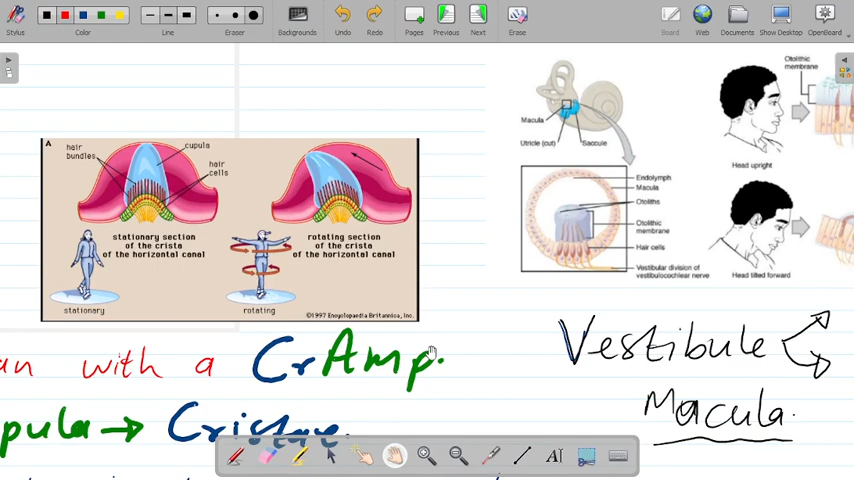 Stylus
Color
Line
Eraser
Backgrounds
Undo
Redo
Pages
Previous
Next
Erase
Board
Web
Documents
Show Desktop
OpenBoard
A
hair bundles
cupula
hair cells
stationary section of the crista of the horizontal canal
rotating section of the crista of the horizontal canal
stationary
rotating
©1997 Encyclopaedia Britannica, Inc.
Macula
Utricle (cut)
Saccule
Endolymph
Macula
Otoliths
Otolithic membrane
Hair cells
Vestibular division of vestibulocochlear nerve
Otolithic membrane
Head upright
Head tilted forward
an with a CrAmp.
pula → Cristae.
Vestibule
Macula.